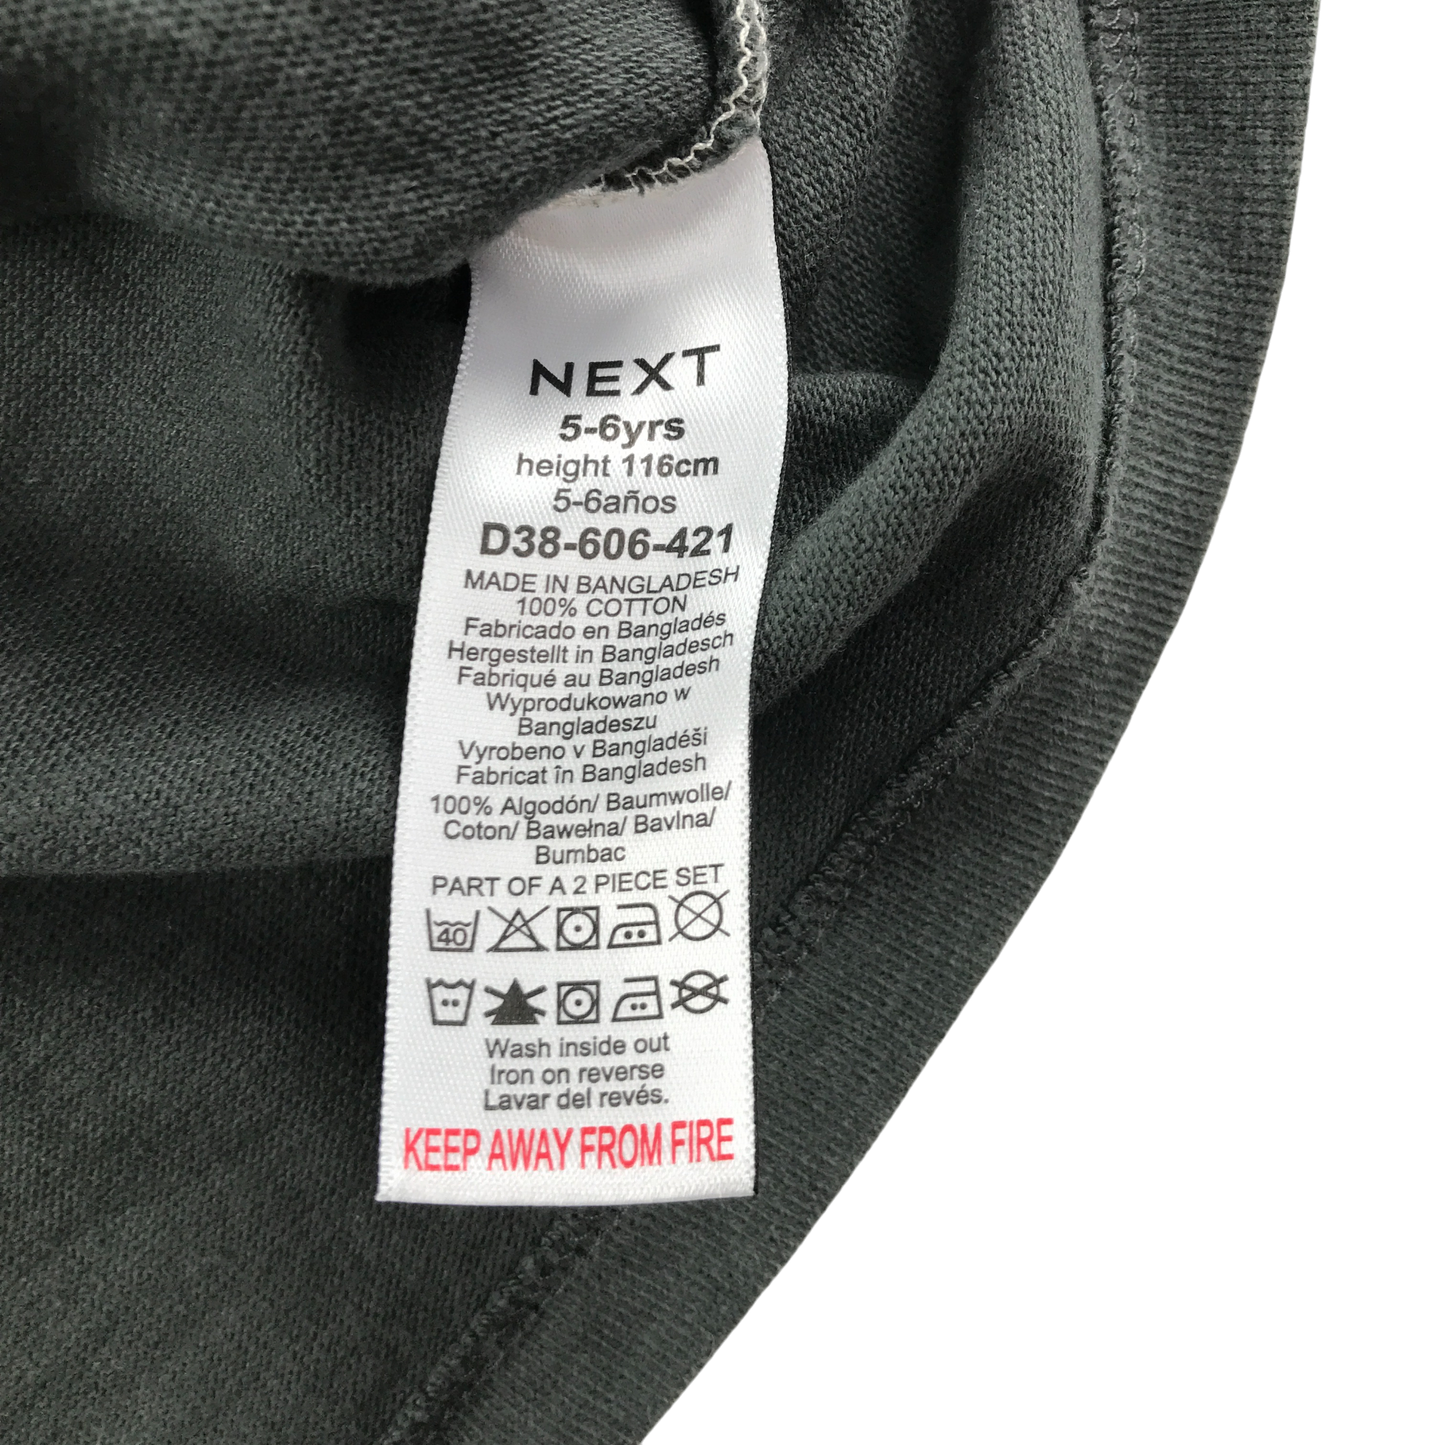 NEXT
5-6yrs
height 116cm
5-6años
D38-606-421
MADE IN BANGLADESH
100% COTTON
Fabricado en Bangladés
Hergestellt in Bangladesch
Fabriqué au Bangladesh
Wyprodukowano w
Bangladeszu
Vyrobeno v Bangladéši
Fabricat în Bangladesh
100% Algodón/ Baumwolle/
Coton/ Bawełna/ Bavlna/
Bumbac
PART OF A 2 PIECE SET
40
Wash inside out
Iron on reverse
Lavar del revés.
KEEP AWAY FROM FIRE